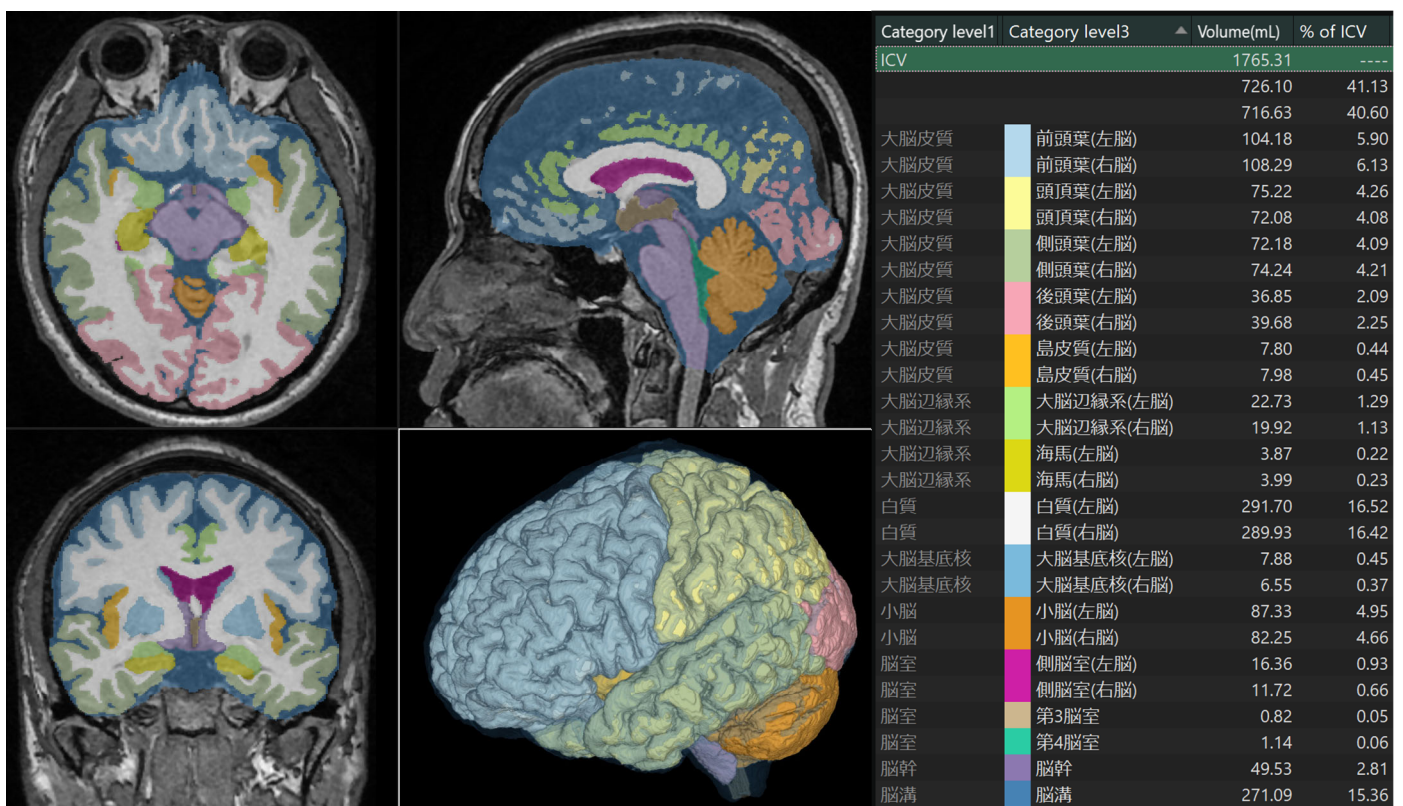 Category level1 Category level3 Volume(mL) % of ICV
ICV 1765.31 ----
726.10 41.13
716.63 40.60
大脳皮質 前頭葉(左脳) 104.18 5.90
大脳皮質 前頭葉(右脳) 108.29 6.13
大脳皮質 頭頂葉(左脳) 75.22 4.26
大脳皮質 頭頂葉(右脳) 72.08 4.08
大脳皮質 側頭葉(左脳) 72.18 4.09
大脳皮質 側頭葉(右脳) 74.24 4.21
大脳皮質 後頭葉(左脳) 36.85 2.09
大脳皮質 後頭葉(右脳) 39.68 2.25
大脳皮質 島皮質(左脳) 7.80 0.44
大脳皮質 島皮質(右脳) 7.98 0.45
大脳辺縁系 大脳辺縁系(左脳) 22.73 1.29
大脳辺縁系 大脳辺縁系(右脳) 19.92 1.13
大脳辺縁系 海馬(左脳) 3.87 0.22
大脳辺縁系 海馬(右脳) 3.99 0.23
白質 白質(左脳) 291.70 16.52
白質 白質(右脳) 289.93 16.42
大脳基底核 大脳基底核(左脳) 7.88 0.45
大脳基底核 大脳基底核(右脳) 6.55 0.37
小脳 小脳(左脳) 87.33 4.95
小脳 小脳(右脳) 82.25 4.66
脳室 側脳室(左脳) 16.36 0.93
脳室 側脳室(右脳) 11.72 0.66
脳室 第3脳室 0.82 0.05
脳室 第4脳室 1.14 0.06
脳幹 脳幹 49.53 2.81
脳溝 脳溝 271.09 15.36